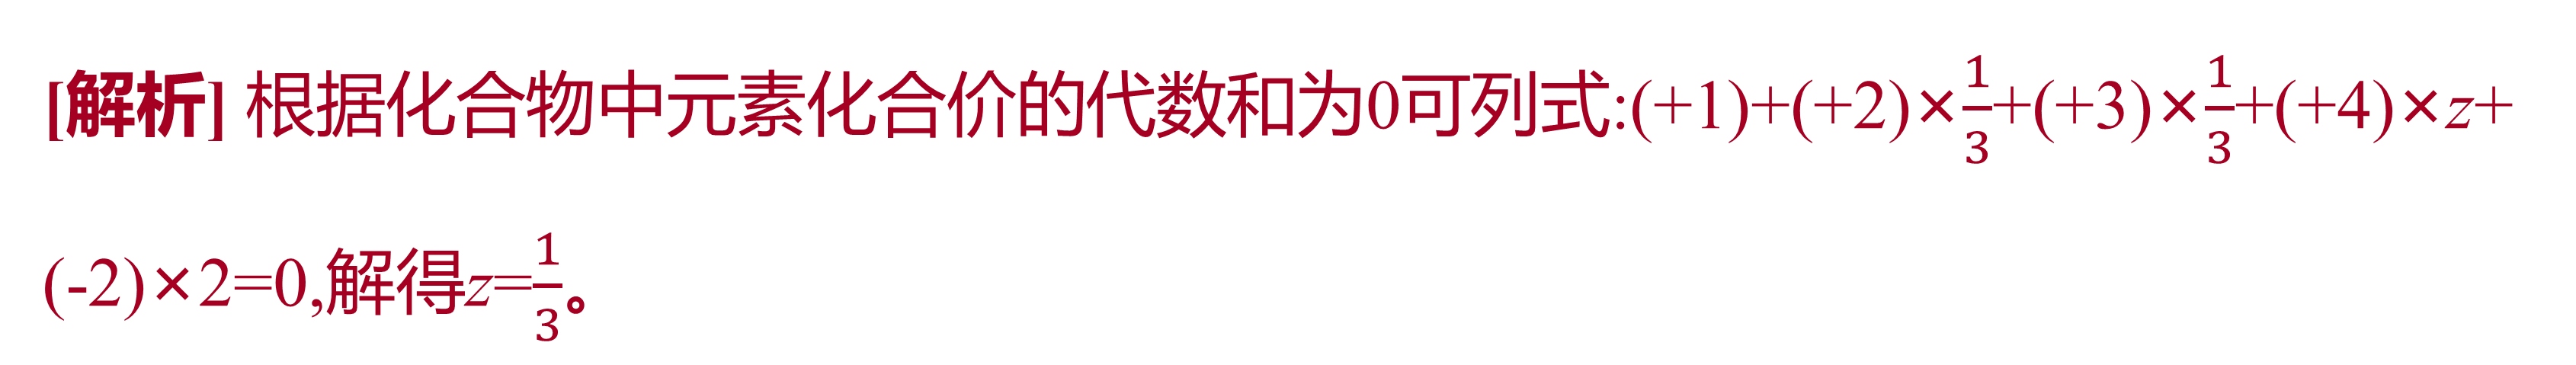 [解析] 根据化合物中元素化合价的代数和为0可列式:(+1)+(+2)×1/3+(+3)×1/3+(+4)×z+
(-2)×2=0,解得z=1/3。